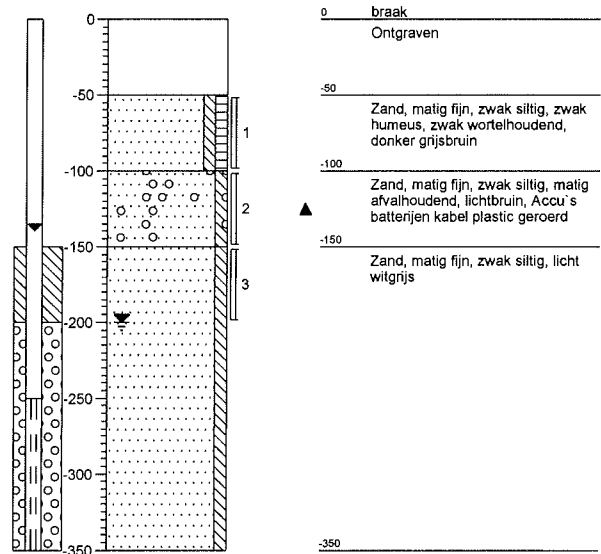 0
-50
-100
-150
-200
-250
-300
-350
1
2
3
0 braak
Ontgraven
-50
Zand, matig fijn, zwak siltig, zwak
humeus, zwak wortelhoudend,
donker grijsbruin
-100
Zand, matig fijn, zwak siltig, matig
afvalhoudend, lichtbruin, Accu`s
batterijen kabel plastic geroerd
-150
Zand, matig fijn, zwak siltig, licht
witgrijs
-350